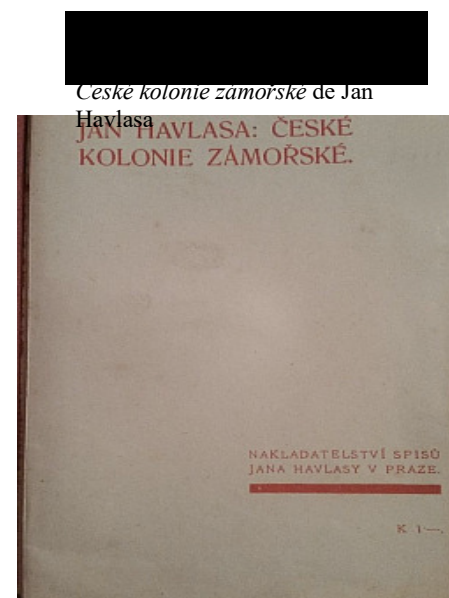 České kolonie zámořské de Jan
Havlasa
JAN HAVLASA: ČESKÉ
KOLONIE ZÁMOŘSKÉ.
NAKLADATELSTVÍ SPISŮ
JANA HAVLASY V PRAZE.
K 1·—.